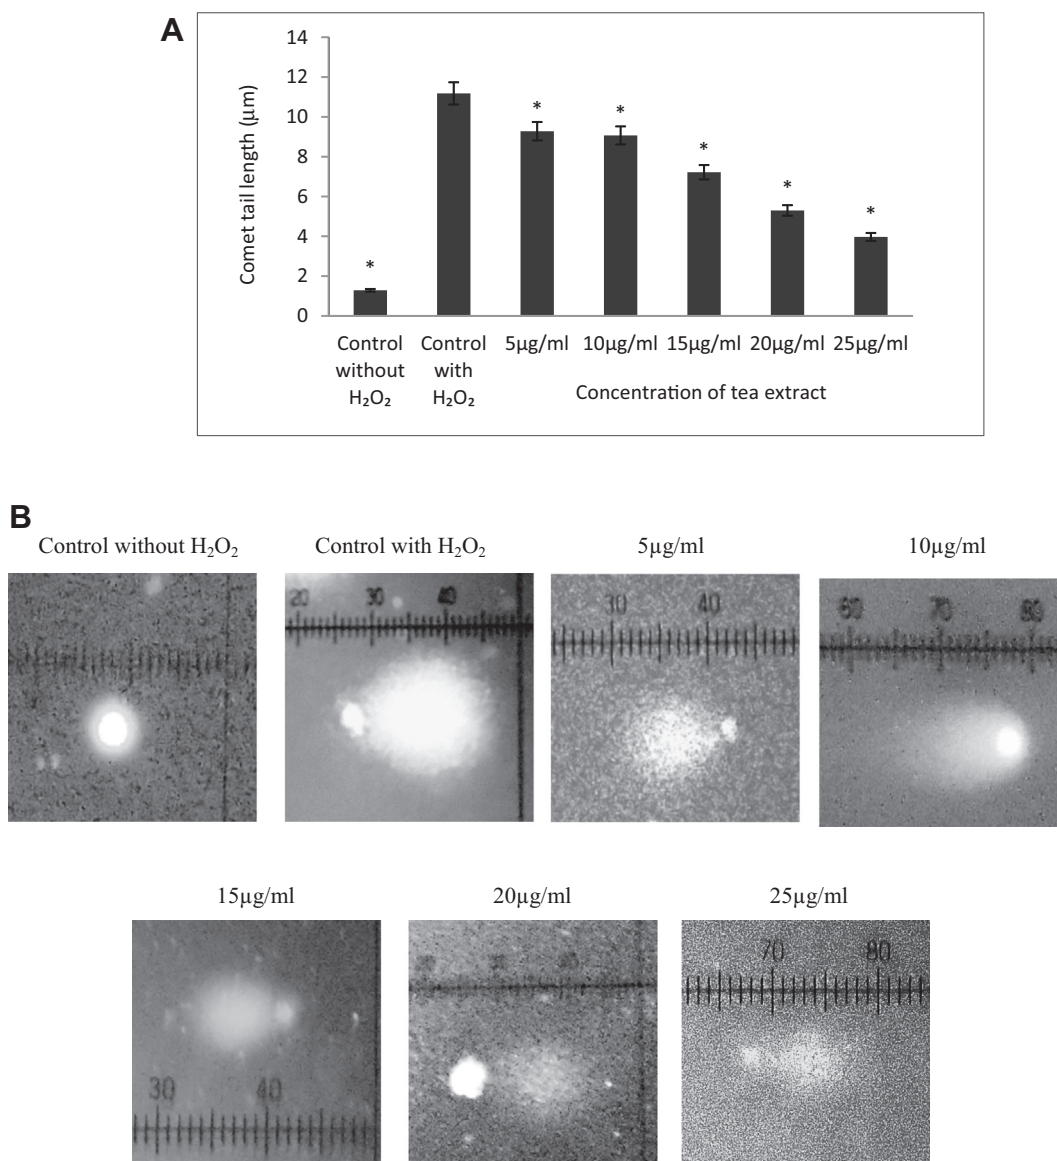 A
14
12
10
8
6
4
2
0
Comet tail length (µm)
* * * * * *
Control without H₂O₂
Control with H₂O₂
5µg/ml
10µg/ml
15µg/ml
20µg/ml
25µg/ml
Concentration of tea extract
B
Control without H₂O₂
Control with H₂O₂
5µg/ml
10µg/ml
20 30 40
30 40
60 70 80
15µg/ml
20µg/ml
25µg/ml
30 40
70 80